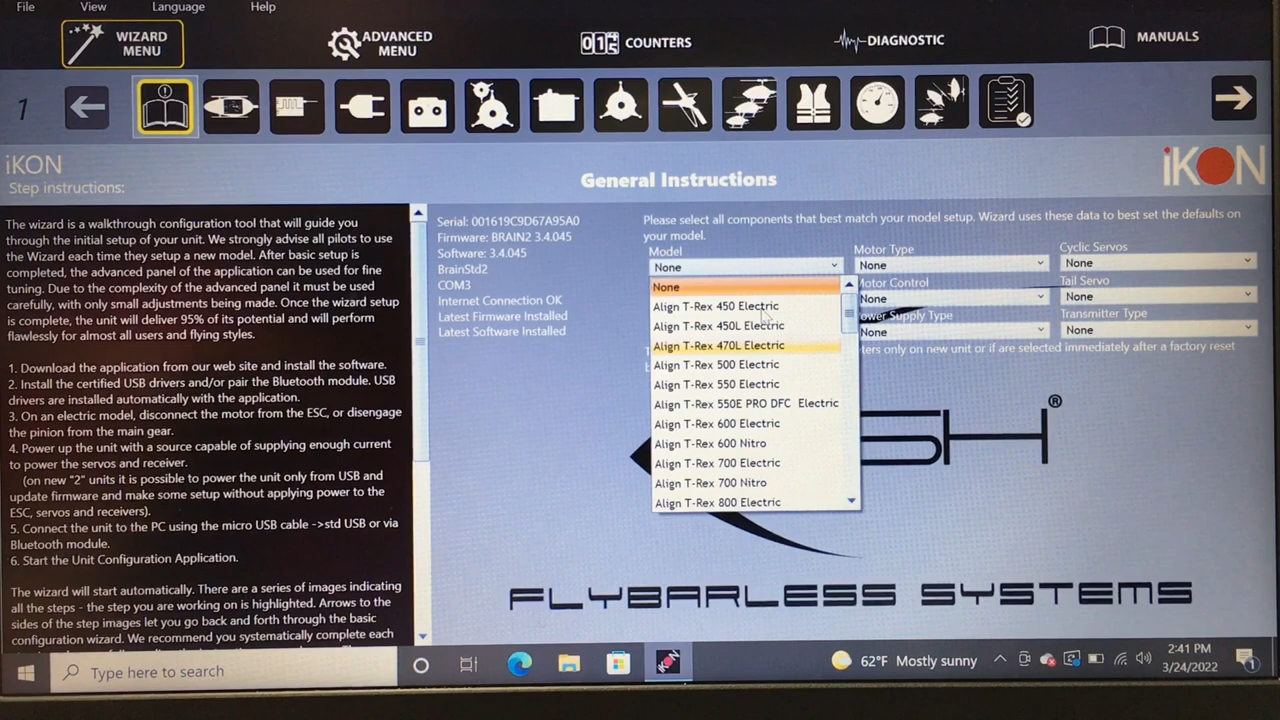 File View Language Help
WIZARD MENU
ADVANCED MENU
COUNTERS
DIAGNOSTIC
MANUALS
1
iKON
Step instructions:
General Instructions
iKON
The wizard is a walkthrough configuration tool that will guide you
through the initial setup of your unit. We strongly advise all pilots to use
the Wizard each time they setup a new model. After basic setup is
completed, the advanced panel of the application can be used for fine
tuning. Due to the complexity of the advanced panel it must be used
carefully, with only small adjustments being made. Once the wizard setup
is complete, the unit will deliver 95% of its potential and will perform
flawlessly for almost all users and flying styles.
1. Download the application from our web site and install the software.
2. Install the certified USB drivers and/or pair the Bluetooth module. USB
drivers are installed automatically with the application.
3. On an electric model, disconnect the motor from the ESC, or disengage
the pinion from the main gear.
4. Power up the unit with a source capable of supplying enough current
to power the servos and receiver.
(on new "2" units it is possible to power the unit only from USB and
update firmware and make some setup without applying power to the
ESC, servos and receivers).
5. Connect the unit to the PC using the micro USB cable ->std USB or via
Bluetooth module.
6. Start the Unit Configuration Application.
The wizard will start automatically. There are a series of images indicating
all the steps - the step you are working on is highlighted. Arrows to the
sides of the step images let you go back and forth through the basic
configuration wizard. We recommend you systematically complete each
Serial: 001619C9D67A95A0
Firmware: BRAIN2 3.4.045
Software: 3.4.045
BrainStd2
COM3
Internet Connection OK
Latest Firmware Installed
Latest Software Installed
Please select all components that best match your model setup. Wizard uses these data to best set the defaults on
your model.
Model
None
None
Align T-Rex 450 Electric
Align T-Rex 450L Electric
Align T-Rex 470L Electric
Align T-Rex 500 Electric
Align T-Rex 550 Electric
Align T-Rex 550E PRO DFC Electric
Align T-Rex 600 Electric
Align T-Rex 600 Nitro
Align T-Rex 700 Electric
Align T-Rex 700 Nitro
Align T-Rex 800 Electric
Motor Type
None
Motor Control
None
ower Supply Type
None
Cyclic Servos
None
Tail Servo
None
Transmitter Type
None
ters only on new unit or if are selected immediately after a factory reset
SH®
FLYBARLESS SYSTEMS
Type here to search
62°F Mostly sunny
2:41 PM
3/24/2022
1